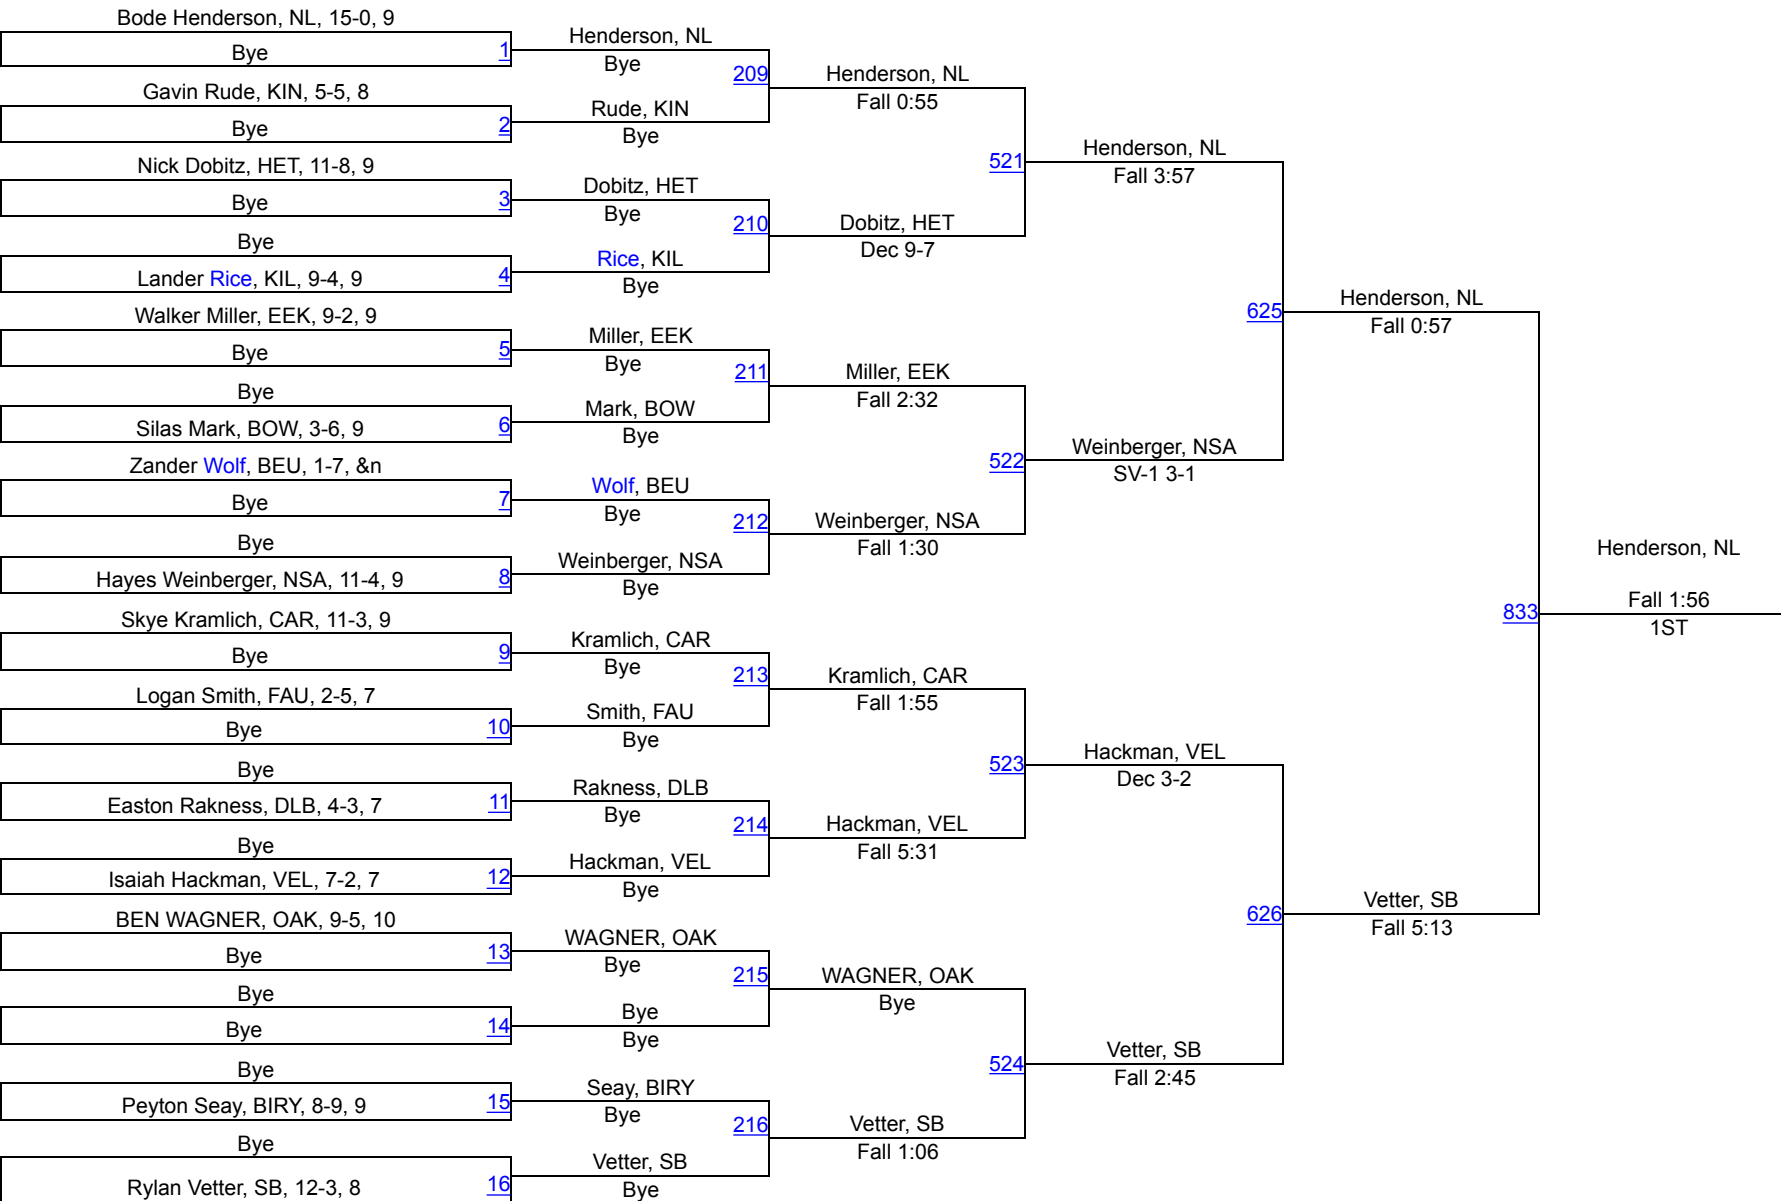 Bode Henderson, NL, 15-0, 9
Bye
1
Gavin Rude, KIN, 5-5, 8
Bye
2
Nick Dobitz, HET, 11-8, 9
Bye
3
Bye
Lander Rice, KIL, 9-4, 9
4
Walker Miller, EEK, 9-2, 9
Bye
5
Bye
Silas Mark, BOW, 3-6, 9
6
Zander Wolf, BEU, 1-7, &n
Bye
7
Bye
Hayes Weinberger, NSA, 11-4, 9
8
Skye Kramlich, CAR, 11-3, 9
Bye
9
Logan Smith, FAU, 2-5, 7
Bye
10
Bye
Easton Rakness, DLB, 4-3, 7
11
Bye
Isaiah Hackman, VEL, 7-2, 7
12
BEN WAGNER, OAK, 9-5, 10
Bye
13
Bye
Bye
14
Bye
Peyton Seay, BIRY, 8-9, 9
15
Bye
Rylan Vetter, SB, 12-3, 8
16
Henderson, NL
Bye
209
Rude, KIN
Bye
Dobitz, HET
Bye
210
Rice, KIL
Bye
Miller, EEK
Bye
211
Mark, BOW
Bye
Wolf, BEU
Bye
212
Weinberger, NSA
Bye
Kramlich, CAR
Bye
213
Smith, FAU
Bye
Rakness, DLB
Bye
214
Hackman, VEL
Bye
WAGNER, OAK
Bye
215
Bye
Bye
Seay, BIRY
Bye
216
Vetter, SB
Bye
Henderson, NL
Fall 0:55
521
Dobitz, HET
Dec 9-7
Miller, EEK
Fall 2:32
522
Weinberger, NSA
Fall 1:30
Kramlich, CAR
Fall 1:55
523
Hackman, VEL
Fall 5:31
WAGNER, OAK
Bye
524
Vetter, SB
Fall 1:06
Henderson, NL
Fall 3:57
625
Weinberger, NSA
SV-1 3-1
Hackman, VEL
Dec 3-2
626
Vetter, SB
Fall 2:45
Henderson, NL
Fall 0:57
833
Vetter, SB
Fall 5:13
Henderson, NL
Fall 1:56
1ST